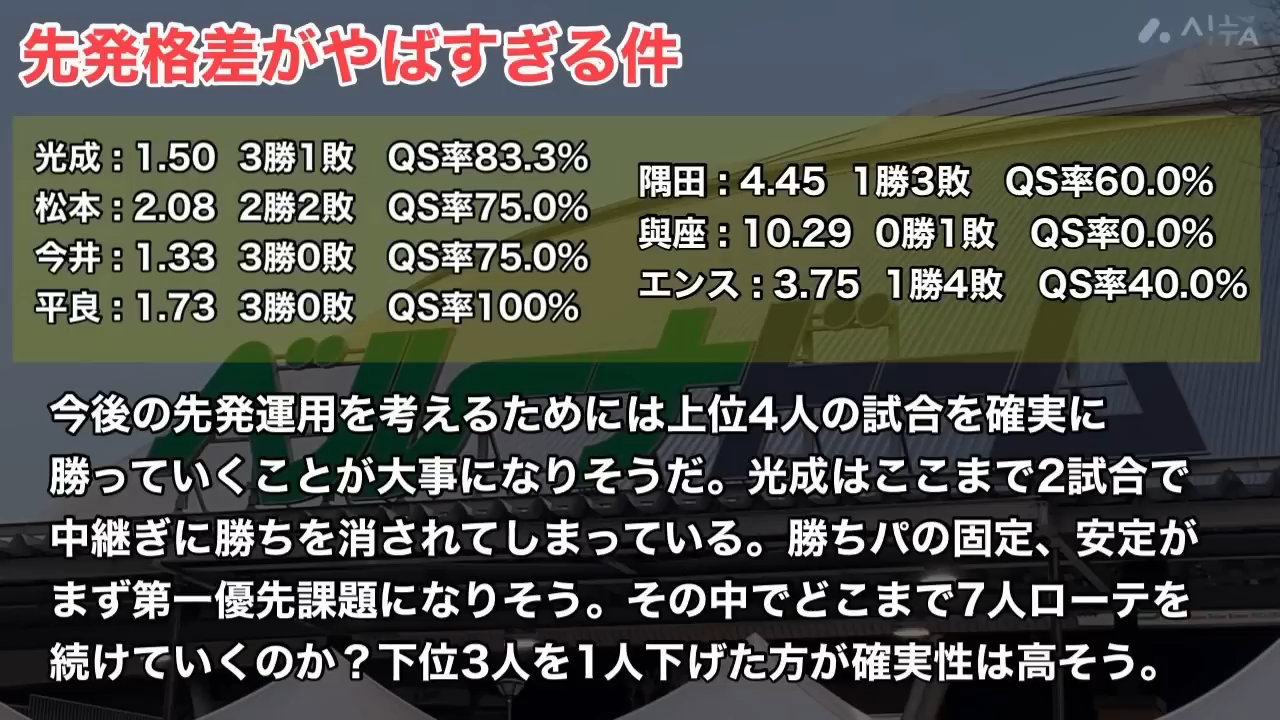 先発格差がやばすぎる件
光成：1.50 3勝1敗 QS率83.3%
松本：2.08 2勝2敗 QS率75.0%
今井：1.33 3勝0敗 QS率75.0%
平良：1.73 3勝0敗 QS率100%
隅田：4.45 1勝3敗 QS率60.0%
與座：10.29 0勝1敗 QS率0.0%
エンス：3.75 1勝4敗 QS率40.0%
今後の先発運用を考えるためには上位4人の試合を確実に
勝っていくことが大事になりそうだ。光成はここまで2試合で
中継ぎに勝ちを消されてしまっている。勝ちパの固定、安定が
まず第一優先課題になりそう。その中でどこまで7人ローテを
続けていくのか？下位3人を1人下げた方が確実性は高そう。
ベルーナ